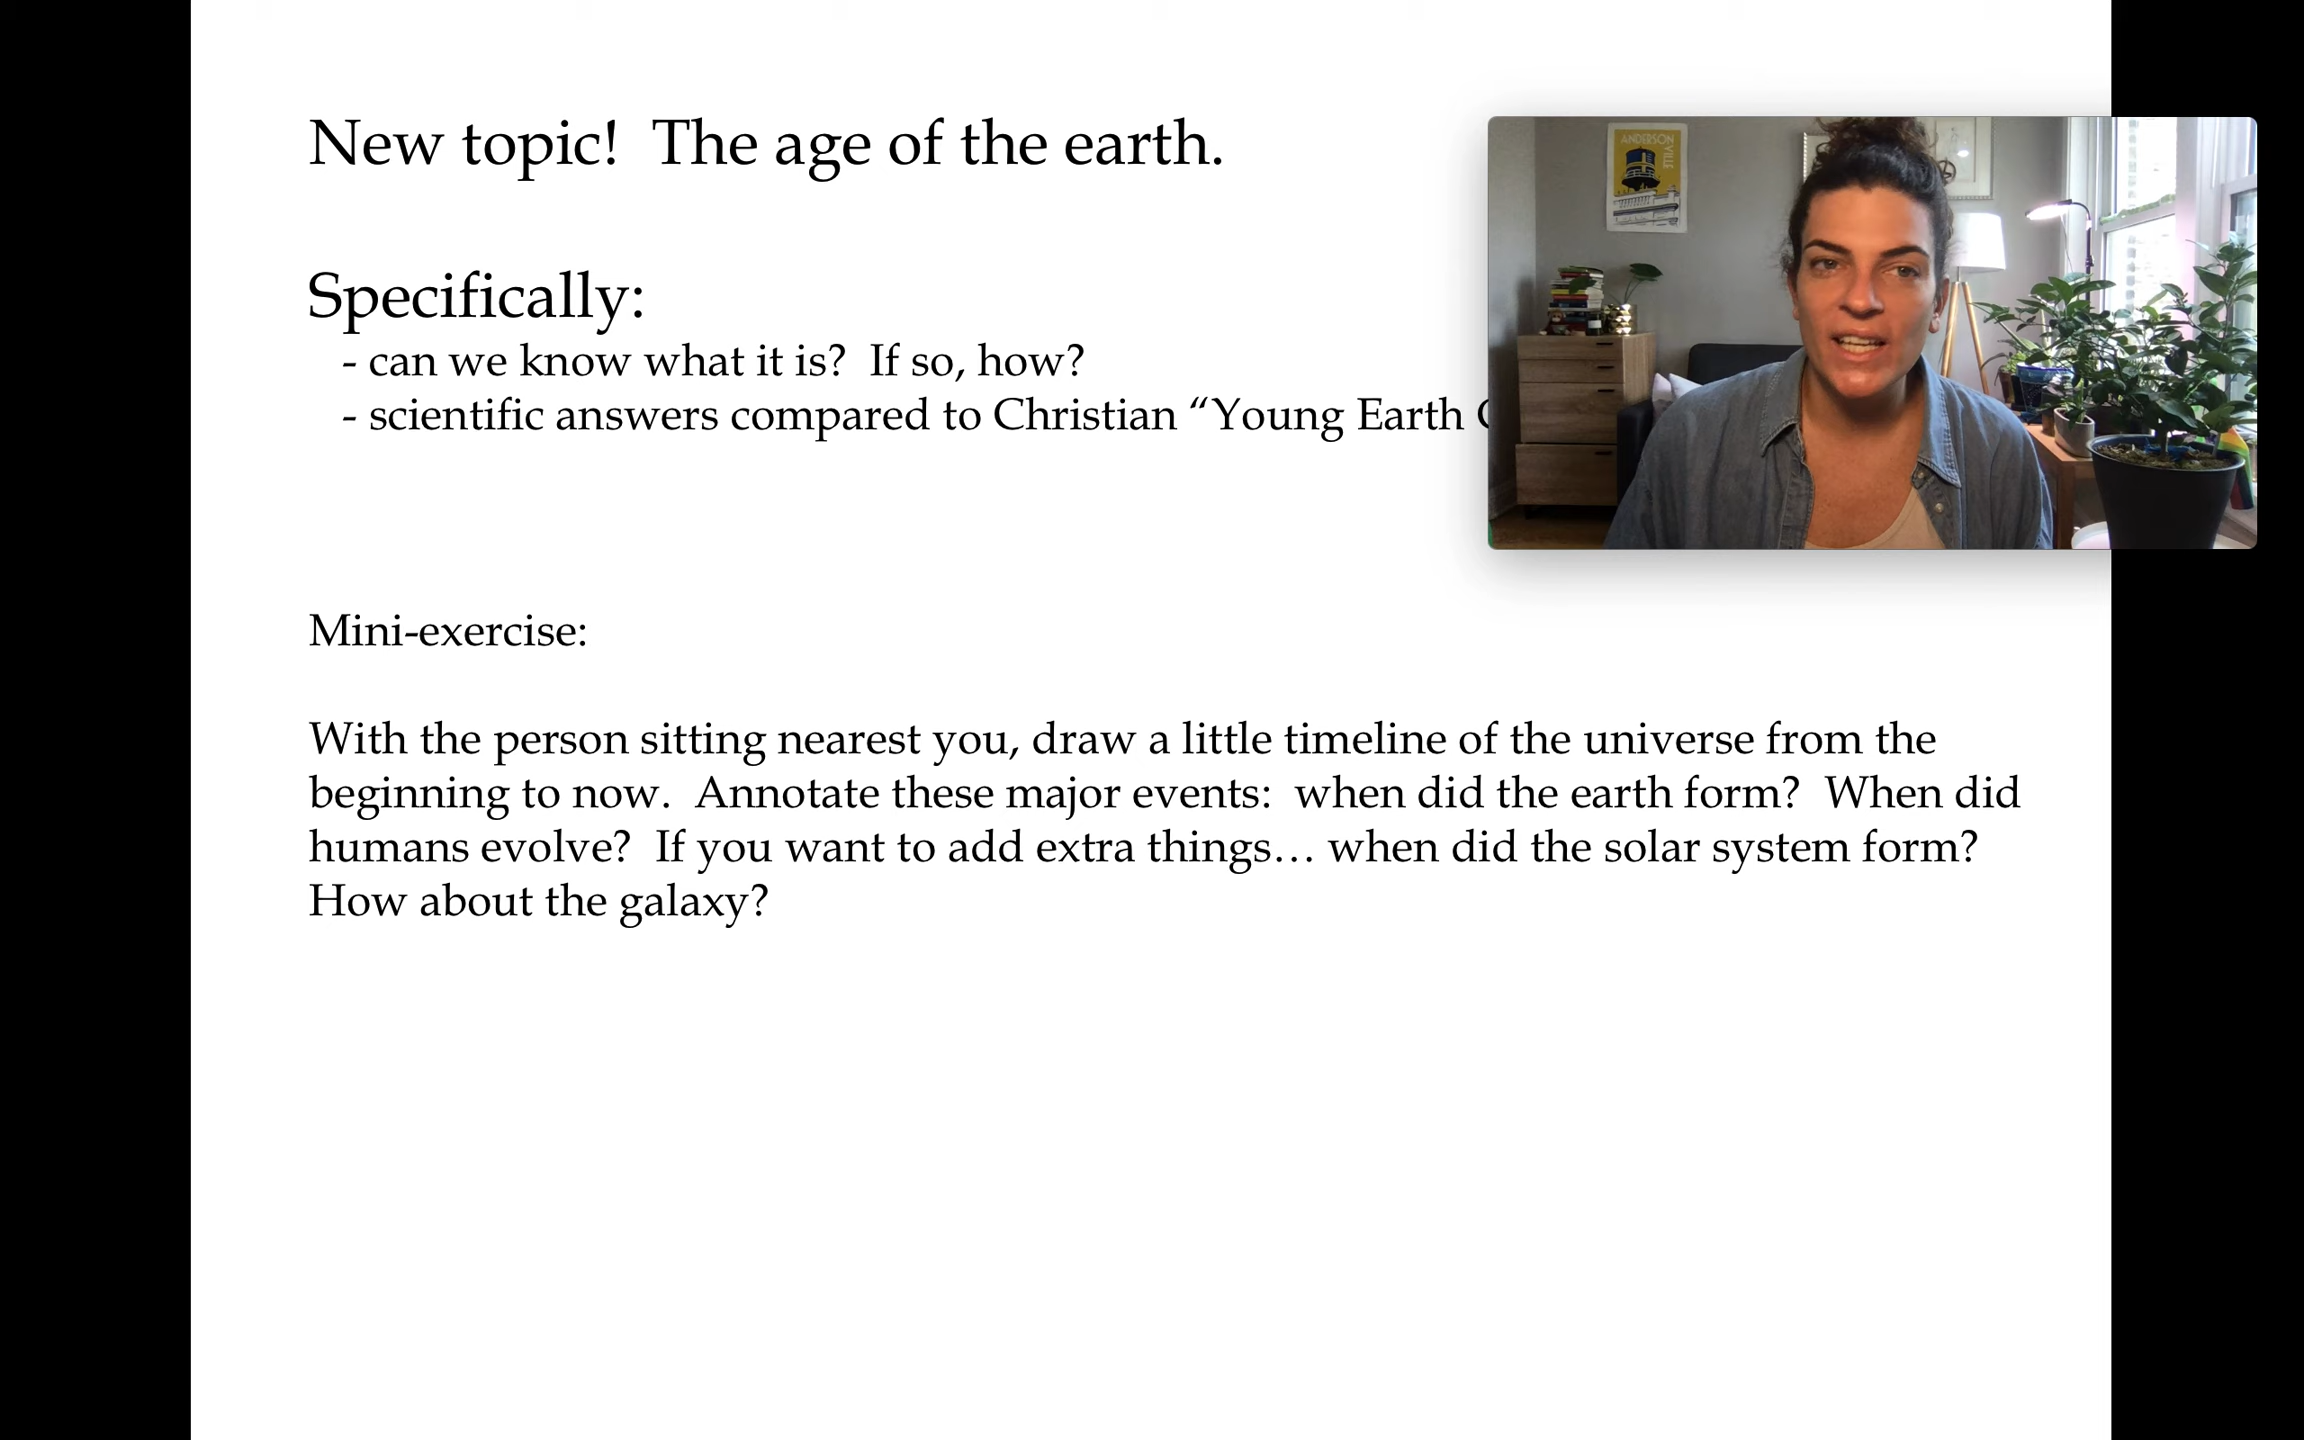 New topic! The age of the earth.
Specifically:
- can we know what it is? If so, how?
- scientific answers compared to Christian “Young Earth
ANDERSON
VILLE
Mini-exercise:
With the person sitting nearest you, draw a little timeline of the universe from the
beginning to now. Annotate these major events: when did the earth form? When did
humans evolve? If you want to add extra things... when did the solar system form?
How about the galaxy?